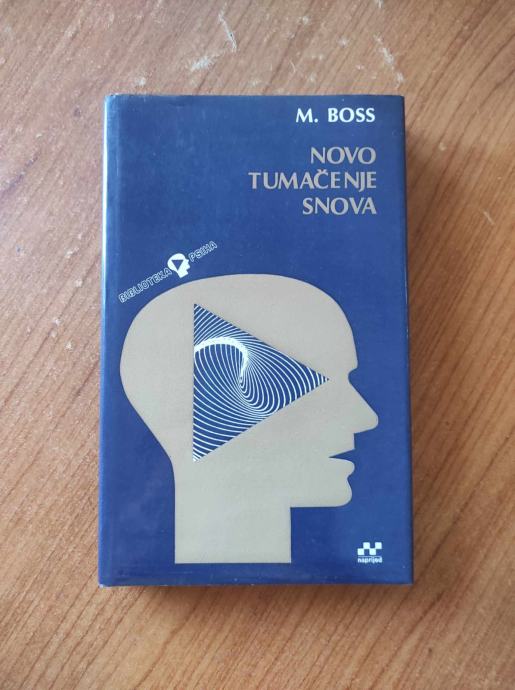 M. BOSS
NOVO
TUMAČENJE
SNOVA
BIBLIOTEKA PSIHA
naprijed